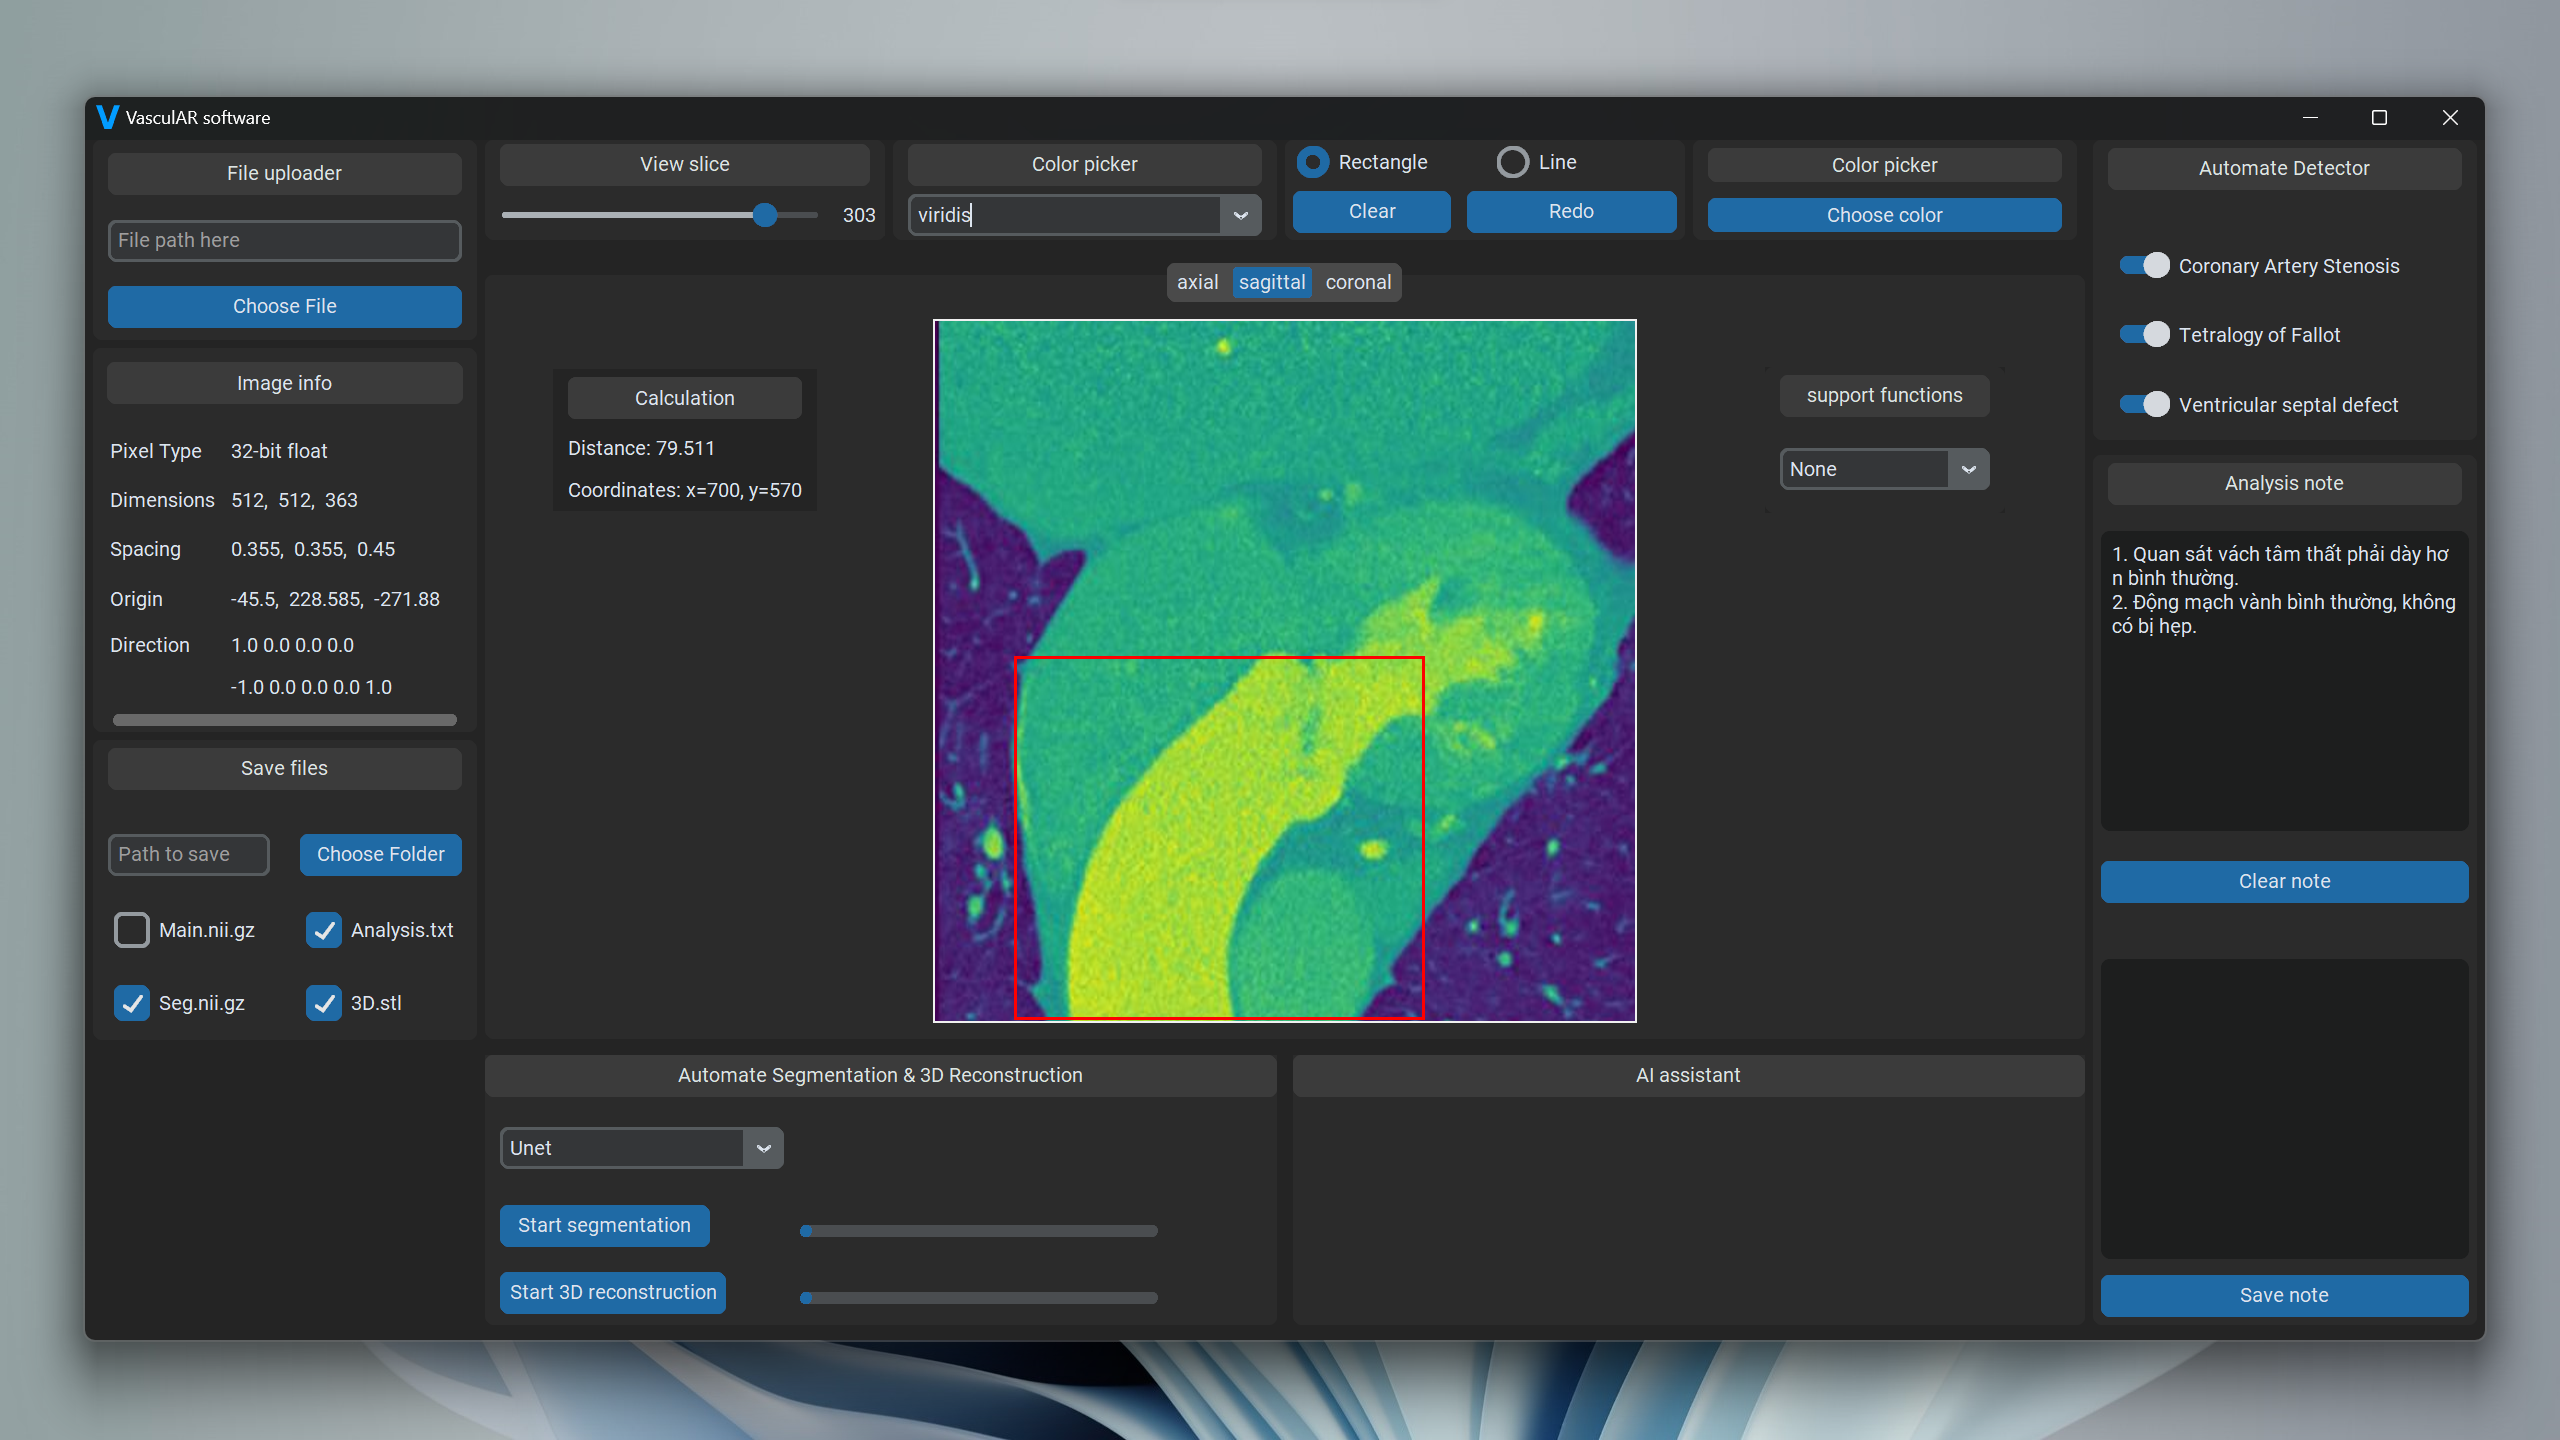 VasculAR software
File uploader
File path here
Choose File
Image info
Pixel Type 32-bit float
Dimensions 512, 512, 363
Spacing 0.355, 0.355, 0.45
Origin -45.5, 228.585, -271.88
Direction 1.0 0.0 0.0 0.0
-1.0 0.0 0.0 0.0 1.0
Save files
Path to save Choose Folder
Main.nii.gz Analysis.txt
Seg.nii.gz 3D.stl
View slice
303
Color picker
viridis
Rectangle Line
Clear Redo
Color picker
Choose color
axial sagittal coronal
Calculation
Distance: 79.511
Coordinates: x=700, y=570
support functions
None
Automate Segmentation & 3D Reconstruction
Unet
Start segmentation
Start 3D reconstruction
AI assistant
Automate Detector
Coronary Artery Stenosis
Tetralogy of Fallot
Ventricular septal defect
Analysis note
1. Quan sát vách tâm thất phải dày hơ
n bình thường.
2. Động mạch vành bình thường, không
có bị hẹp.
Clear note
Save note